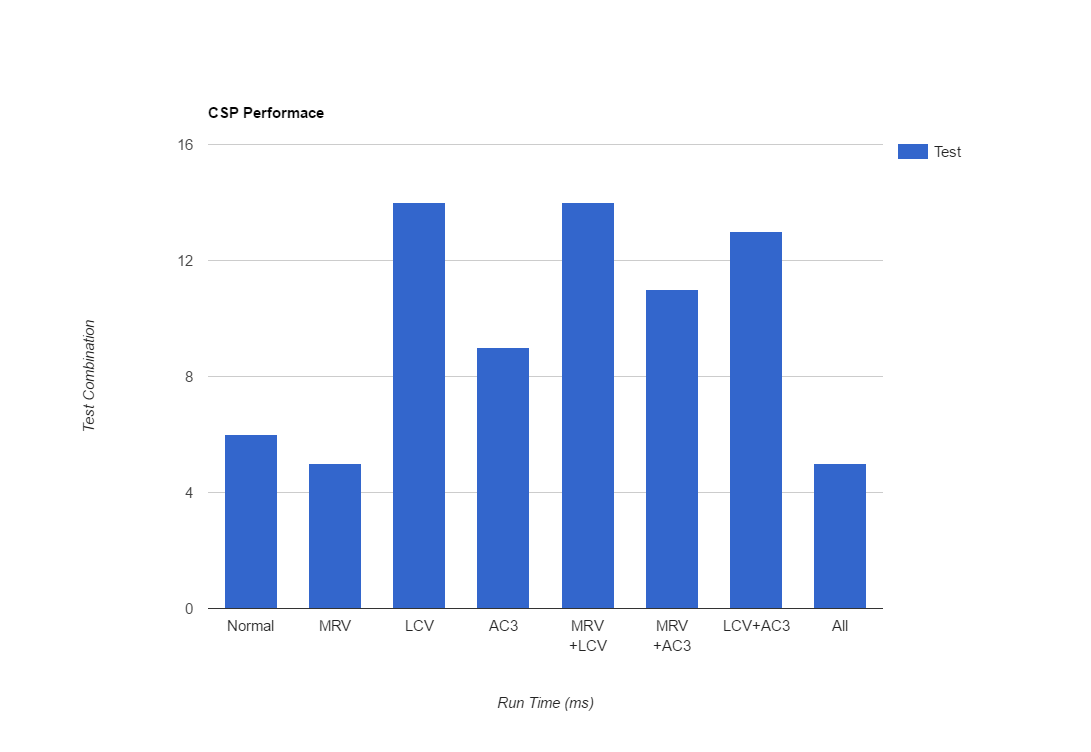 CSP Performace
16
Test
12
8
4
0
Test Combination
Normal
MRV
LCV
AC3
MRV
+LCV
MRV
+AC3
LCV+AC3
All
Run Time (ms)